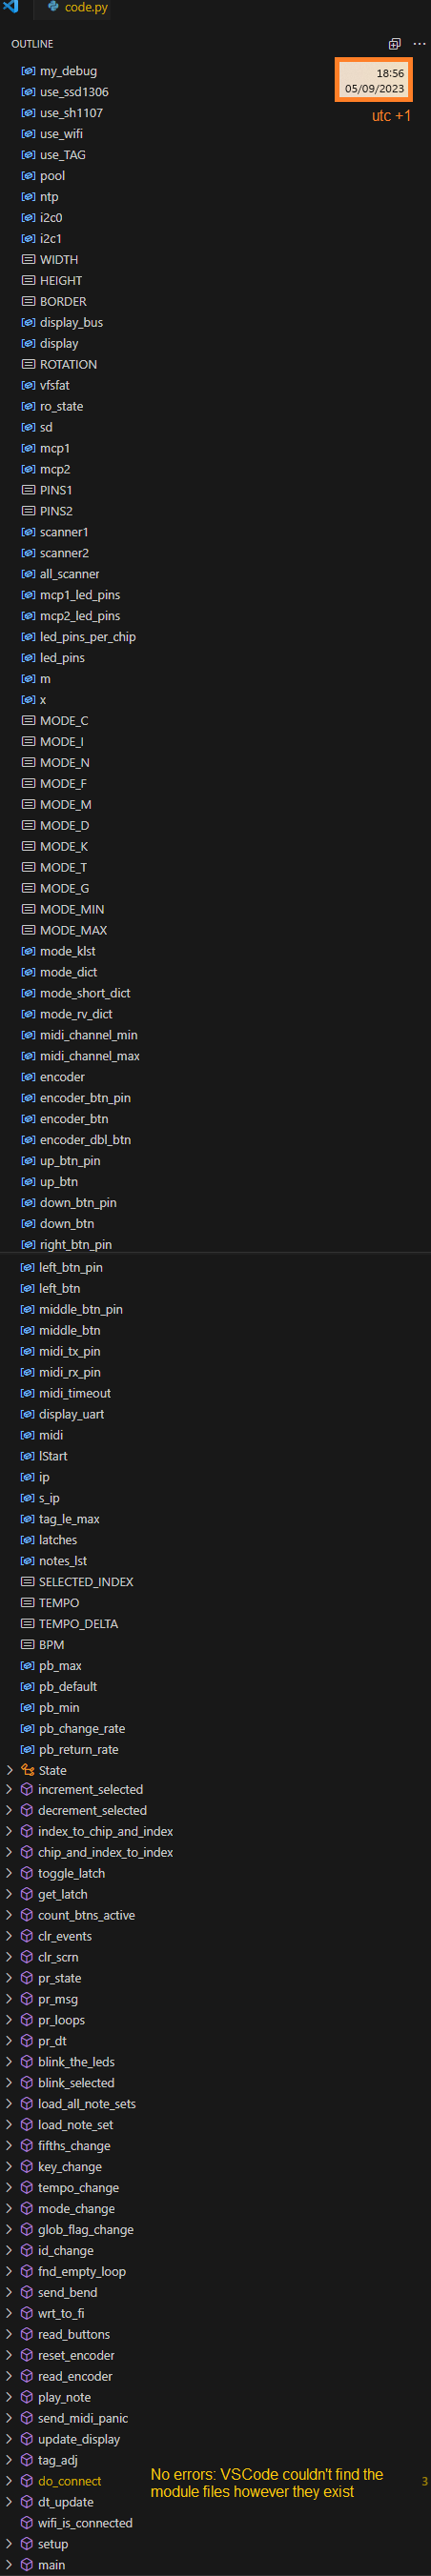 code.py
OUTLINE
my_debug
18:56
use_ssd1306
05/09/2023
use_sh1107
utc +1
use_wifi
use_TAG
pool
ntp
i2c0
i2c1
WIDTH
HEIGHT
BORDER
display_bus
display
ROTATION
vfsfat
ro_state
sd
mcp1
mcp2
PINS1
PINS2
scanner1
scanner2
all_scanner
mcp1_led_pins
mcp2_led_pins
led_pins_per_chip
led_pins
m
x
MODE_C
MODE_I
MODE_N
MODE_F
MODE_M
MODE_D
MODE_K
MODE_T
MODE_G
MODE_MIN
MODE_MAX
mode_klst
mode_dict
mode_short_dict
mode_rv_dict
midi_channel_min
midi_channel_max
encoder
encoder_btn_pin
encoder_btn
encoder_dbl_btn
up_btn_pin
up_btn
down_btn_pin
down_btn
right_btn_pin
left_btn_pin
left_btn
middle_btn_pin
middle_btn
midi_tx_pin
midi_rx_pin
midi_timeout
display_uart
midi
lStart
ip
s_ip
tag_le_max
latches
notes_lst
SELECTED_INDEX
TEMPO
TEMPO_DELTA
BPM
pb_max
pb_default
pb_min
pb_change_rate
pb_return_rate
State
increment_selected
decrement_selected
index_to_chip_and_index
chip_and_index_to_index
toggle_latch
get_latch
count_btns_active
clr_events
clr_scrn
pr_state
pr_msg
pr_loops
pr_dt
blink_the_leds
blink_selected
load_all_note_sets
load_note_set
fifths_change
key_change
tempo_change
mode_change
glob_flag_change
id_change
fnd_empty_loop
send_bend
wrt_to_fi
read_buttons
reset_encoder
read_encoder
play_note
send_midi_panic
update_display
tag_adj
No errors: VSCode couldn't find the
do_connect
3
module files however they exist
dt_update
wifi_is_connected
setup
main